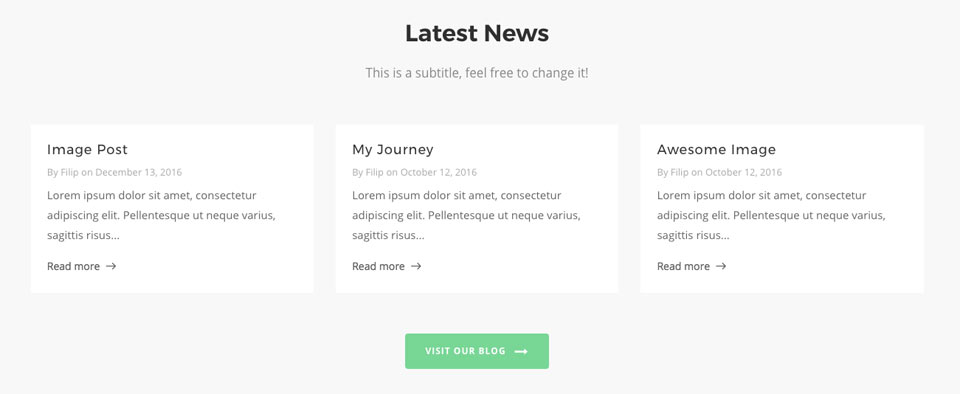 Latest News
This is a subtitle, feel free to change it!
Image Post
By Filip on December 13, 2016
Lorem ipsum dolor sit amet, consectetur
adipiscing elit. Pellentesque ut neque varius,
sagittis risus...
Read more
My Journey
By Filip on October 12, 2016
Lorem ipsum dolor sit amet, consectetur
adipiscing elit. Pellentesque ut neque varius,
sagittis risus...
Read more
Awesome Image
By Filip on October 12, 2016
Lorem ipsum dolor sit amet, consectetur
adipiscing elit. Pellentesque ut neque varius,
sagittis risus...
Read more
VISIT OUR BLOG